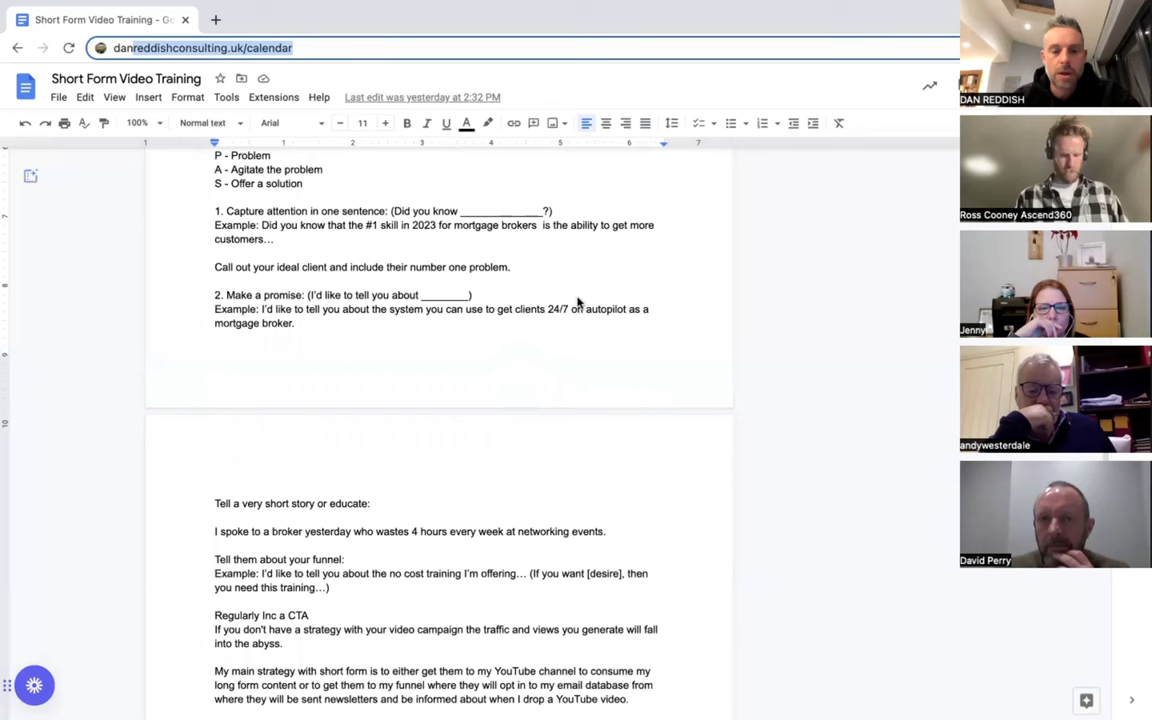 Short Form Video Training - Go
danreddishconsulting.uk/calendar
Short Form Video Training
File Edit View Insert Format Tools Extensions Help Last edit was yesterday at 2:32 PM
100% Normal text Arial 11
1 1 2 3 4 5 6 7
P - Problem
A - Agitate the problem
S - Offer a solution
1. Capture attention in one sentence: (Did you know ______________?)
Example: Did you know that the #1 skill in 2023 for mortgage brokers is the ability to get more
customers…
Call out your ideal client and include their number one problem.
2. Make a promise: (I'd like to tell you about ________)
Example: I'd like to tell you about the system you can use to get clients 24/7 on autopilot as a
mortgage broker.
Tell a very short story or educate:
I spoke to a broker yesterday who wastes 4 hours every week at networking events.
Tell them about your funnel:
Example: I'd like to tell you about the no cost training I'm offering… (If you want [desire], then
you need this training…)
Regularly Inc a CTA
If you don't have a strategy with your video campaign the traffic and views you generate will fall
into the abyss.
My main strategy with short form is to either get them to my YouTube channel to consume my
long form content or to get them to my funnel where they will opt in to my email database from
where they will be sent newsletters and be informed about when I drop a YouTube video.
7
8
9
10
DAN REDDISH
Ross Cooney Ascend360
Jenny
andywesterdale
David Perry